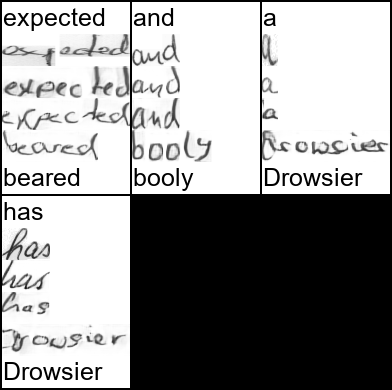 expected
expected
expected
expected
beared
beared
and
and
and
and
booly
booly
a
a
a
a
Drowsier
Drowsier
has
has
has
has
Drowsier
Drowsier